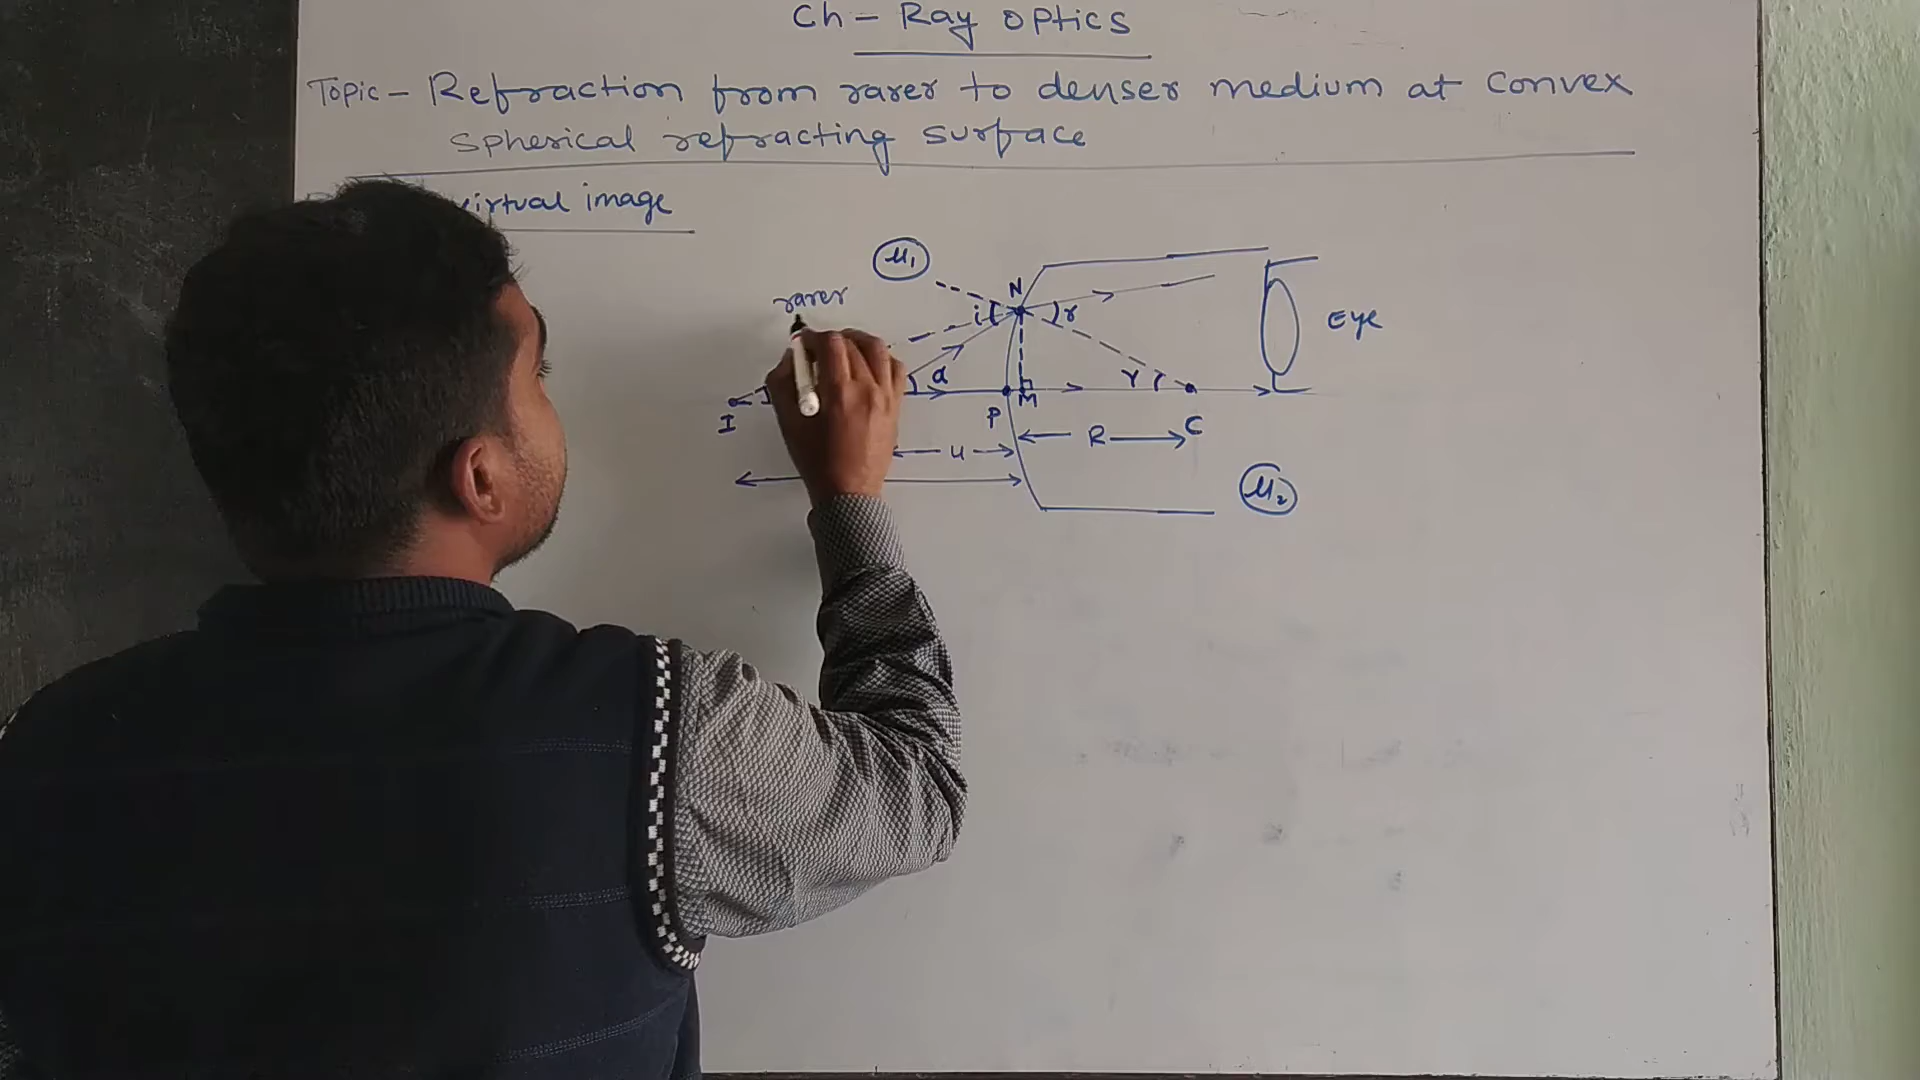 Ch - Ray optics
Topic - Refraction from rarer to denser medium at convex
spherical refracting surface
virtual image
μ₁
rarer
N
i
r
Eye
α
γ
I
P
M
C
R
u
μ₂